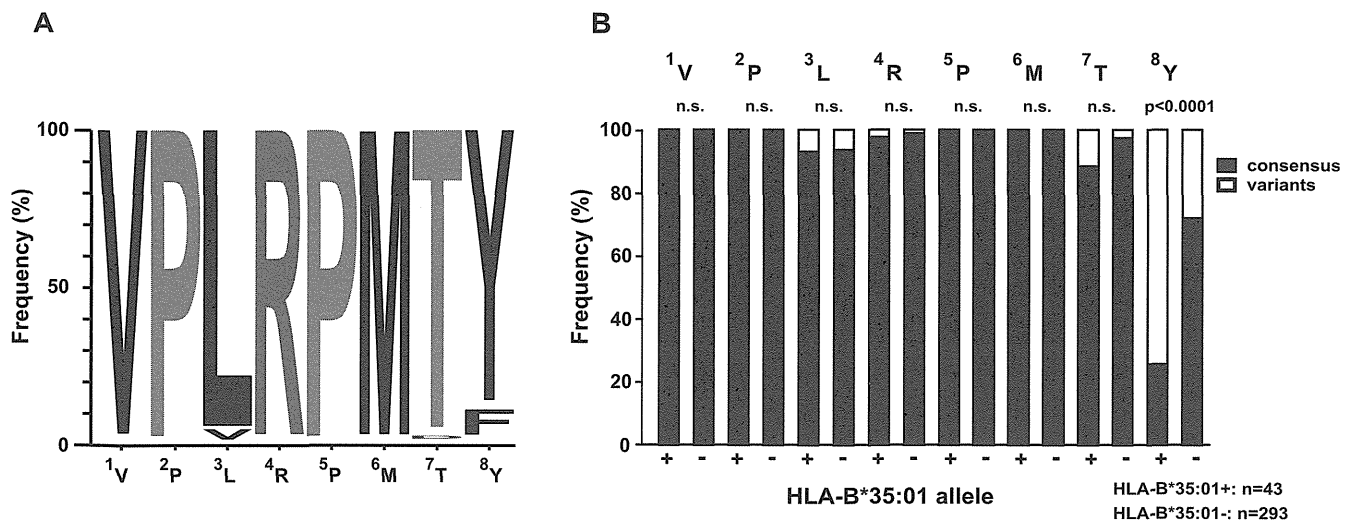 A
Frequency (%)
100
50
0
V P L R P M T Y
V F
1V 2P 3L 4R 5P 6M 7T 8Y
B
1V 2P 3L 4R 5P 6M 7T 8Y
n.s. n.s. n.s. n.s. n.s. n.s. n.s. p<0.0001
Frequency (%)
100
80
60
40
20
0
consensus
variants
+ - + - + - + - + - + - + - + -
HLA-B*35:01 allele
HLA-B*35:01+: n=43
HLA-B*35:01-: n=293